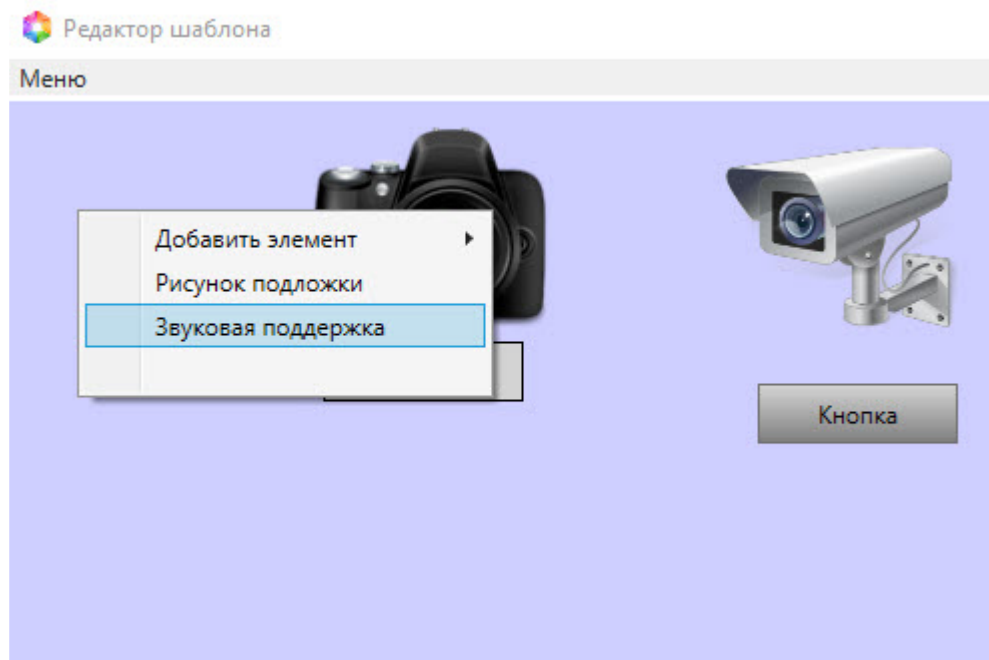 Редактор шаблона
Меню
Добавить элемент
Рисунок подложки
Звуковая поддержка
Кнопка